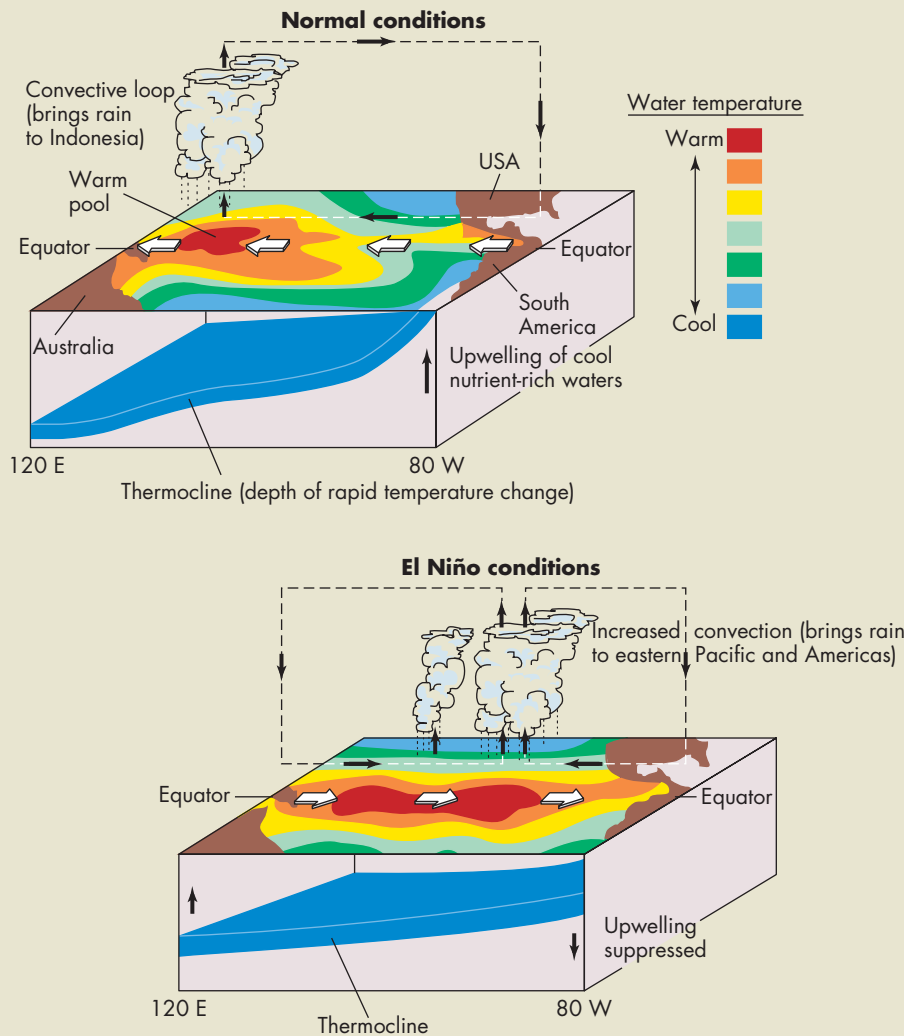 Normal conditions
Convective loop
(brings rain
to Indonesia)
Water temperature
Warm
Cool
USA
Warm
pool
Equator
Equator
South
America
Australia
Upwelling of cool
nutrient-rich waters
120 E
80 W
Thermocline (depth of rapid temperature change)
El Niño conditions
Increased convection (brings rain
to eastern Pacific and Americas)
Equator
Equator
Upwelling
suppressed
120 E
80 W
Thermocline